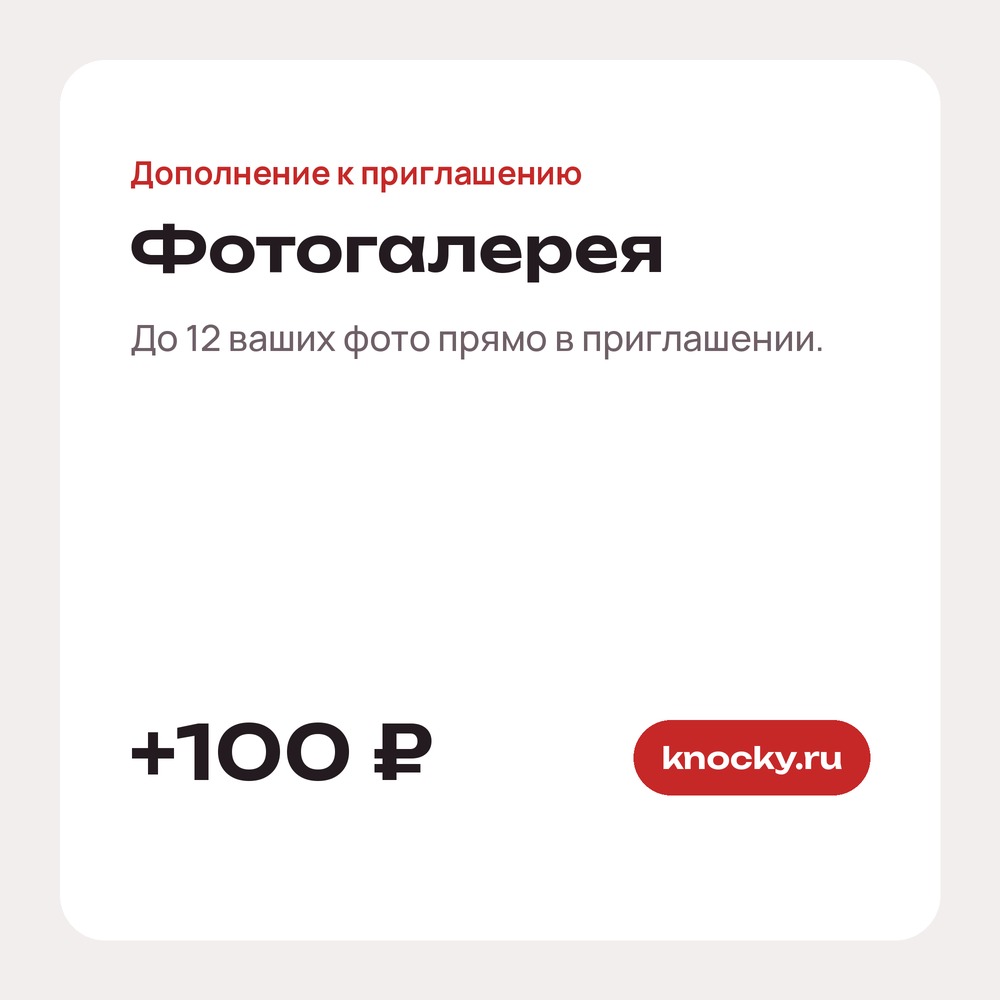 Дополнение к приглашению
Фотогалерея
До 12 ваших фото прямо в приглашении.
+100 ₽
knocky.ru